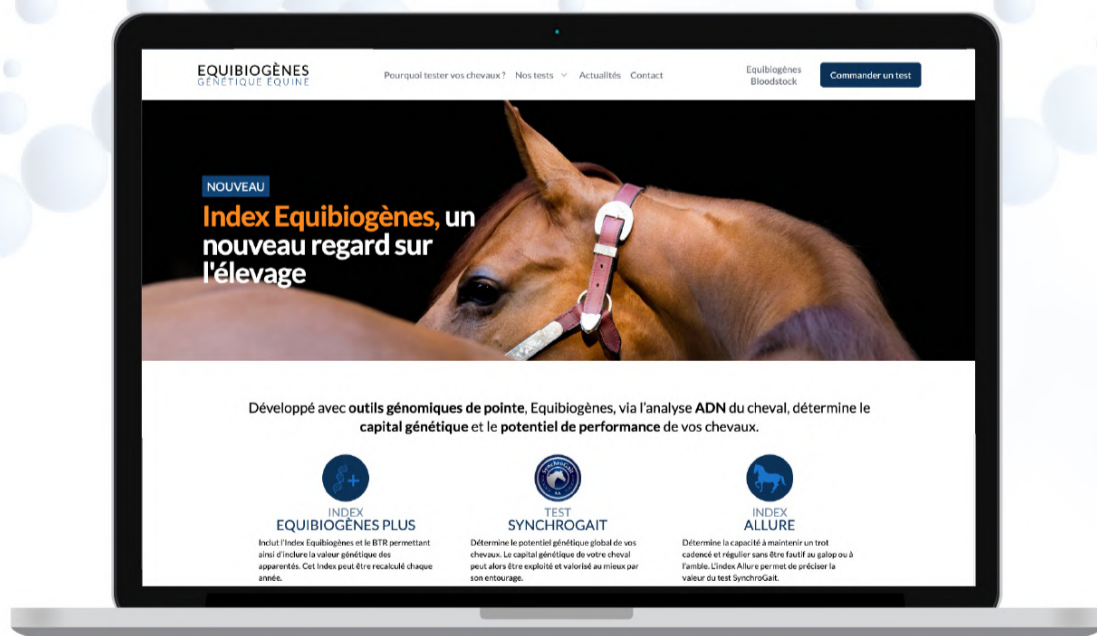 EQUIBIOGÈNES
GÉNÉTIQUE ÉQUINE
Pourquoi tester vos chevaux ? Nos tests Actualités Contact
Equibiogènes
Bloodstock
Commander un test
NOUVEAU
Index Equibiogènes, un
nouveau regard sur
l'élevage
Développé avec outils génomiques de pointe, Equibiogènes, via l'analyse ADN du cheval, détermine le
capital génétique et le potentiel de performance de vos chevaux.
INDEX
EQUIBIOGÈNES PLUS
Inclut l'Index Equibiogènes et le BTR permettant
ainsi d'inclure la valeur génétique des
apparentés. Cet Index peut être recalculé chaque
année.
SynchroGait
TEST
SYNCHROGAIT
Détermine le potentiel génétique global de vos
chevaux. Le capital génétique de votre cheval
peut alors être exploité et valorisé au mieux par
son entourage.
INDEX
ALLURE
Détermine la capacité à maintenir un trot
cadencé et régulier sans être fautif au galop ou à
l'amble. L'index Allure permet de préciser la
valeur du test SynchroGait.